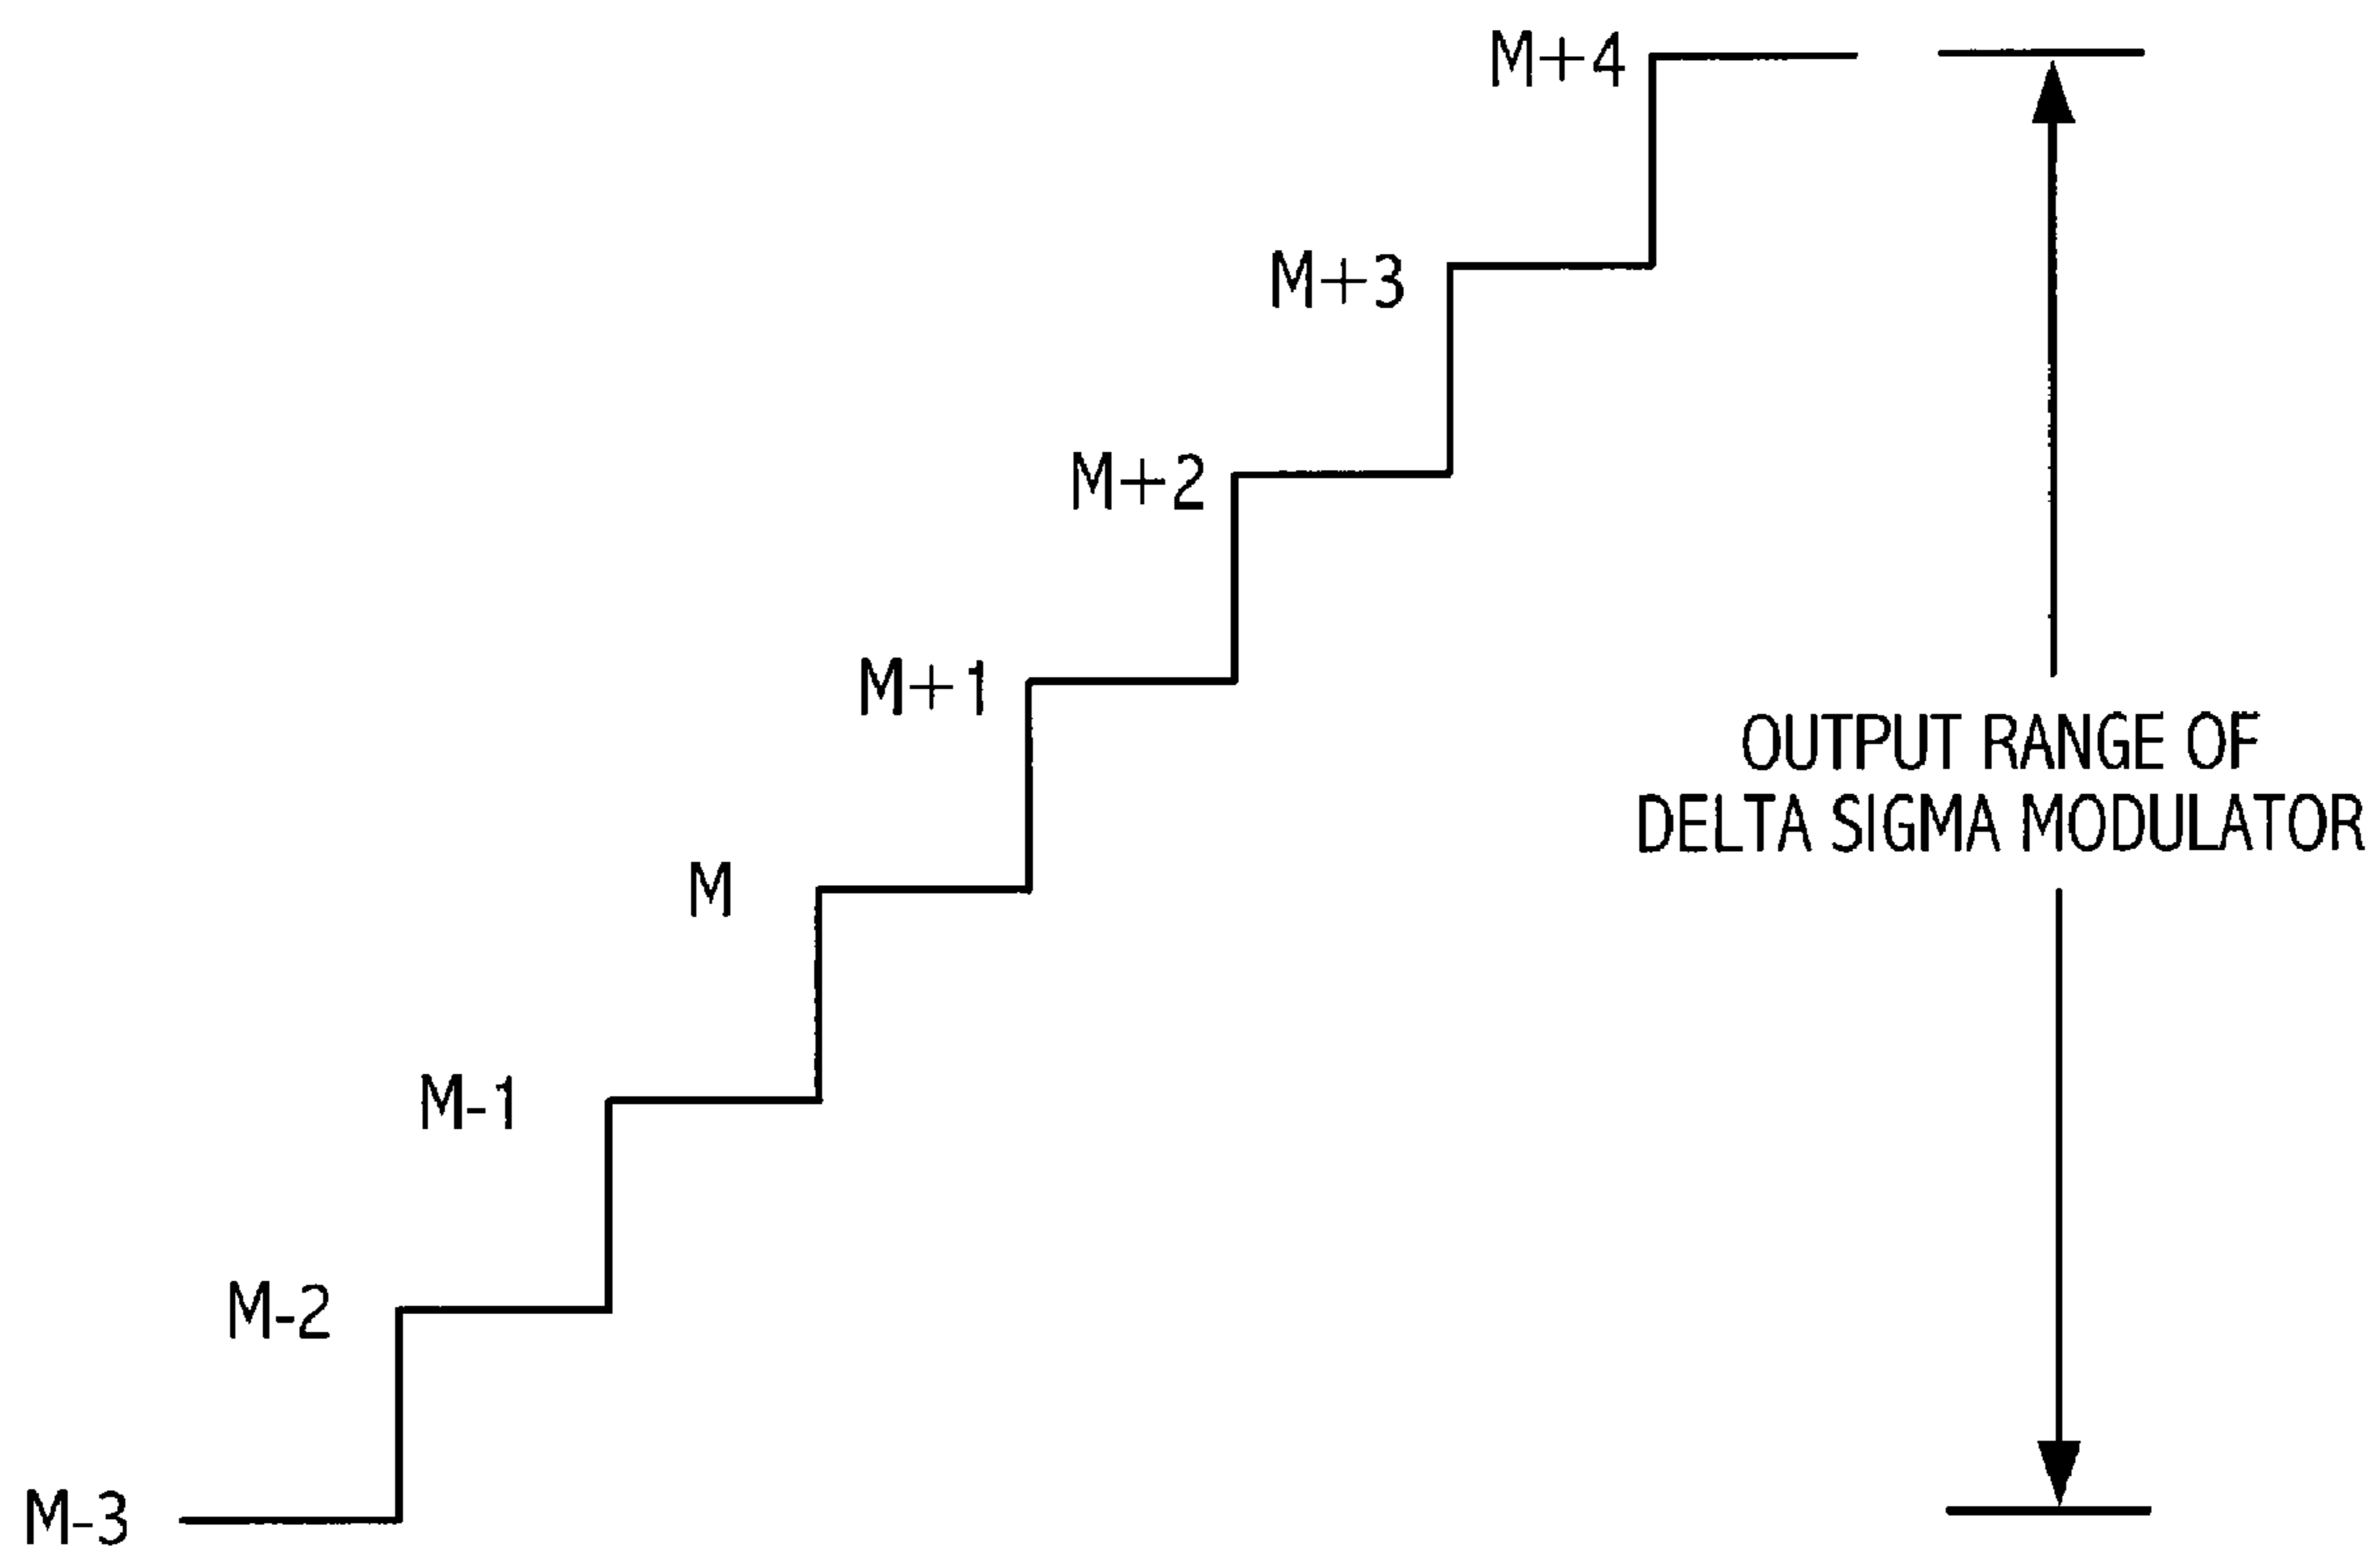 M+4
M+3
M+2
M+1
OUTPUT RANGE OF
DELTA SIGMA MODULATOR
M
M-1
M-2
M-3